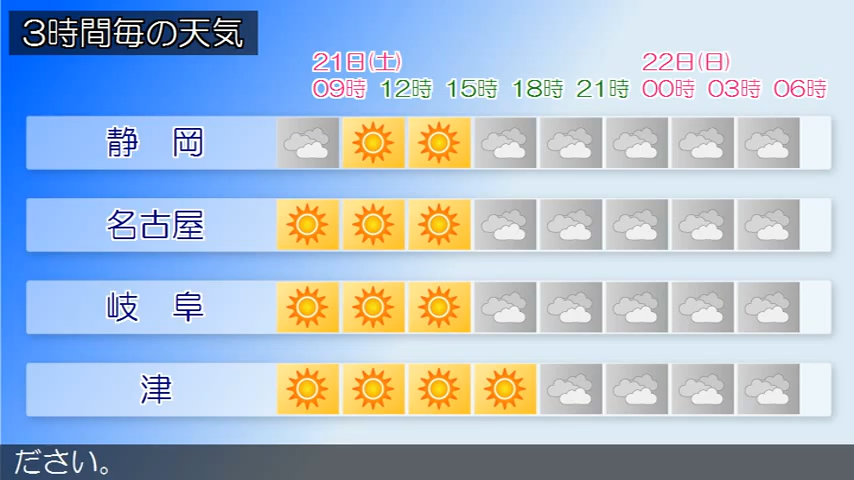 3時間毎の天気
21日(土) 22日(日)
09時 12時 15時 18時 21時 00時 03時 06時
静　岡
名古屋
岐　阜
津
ださい。